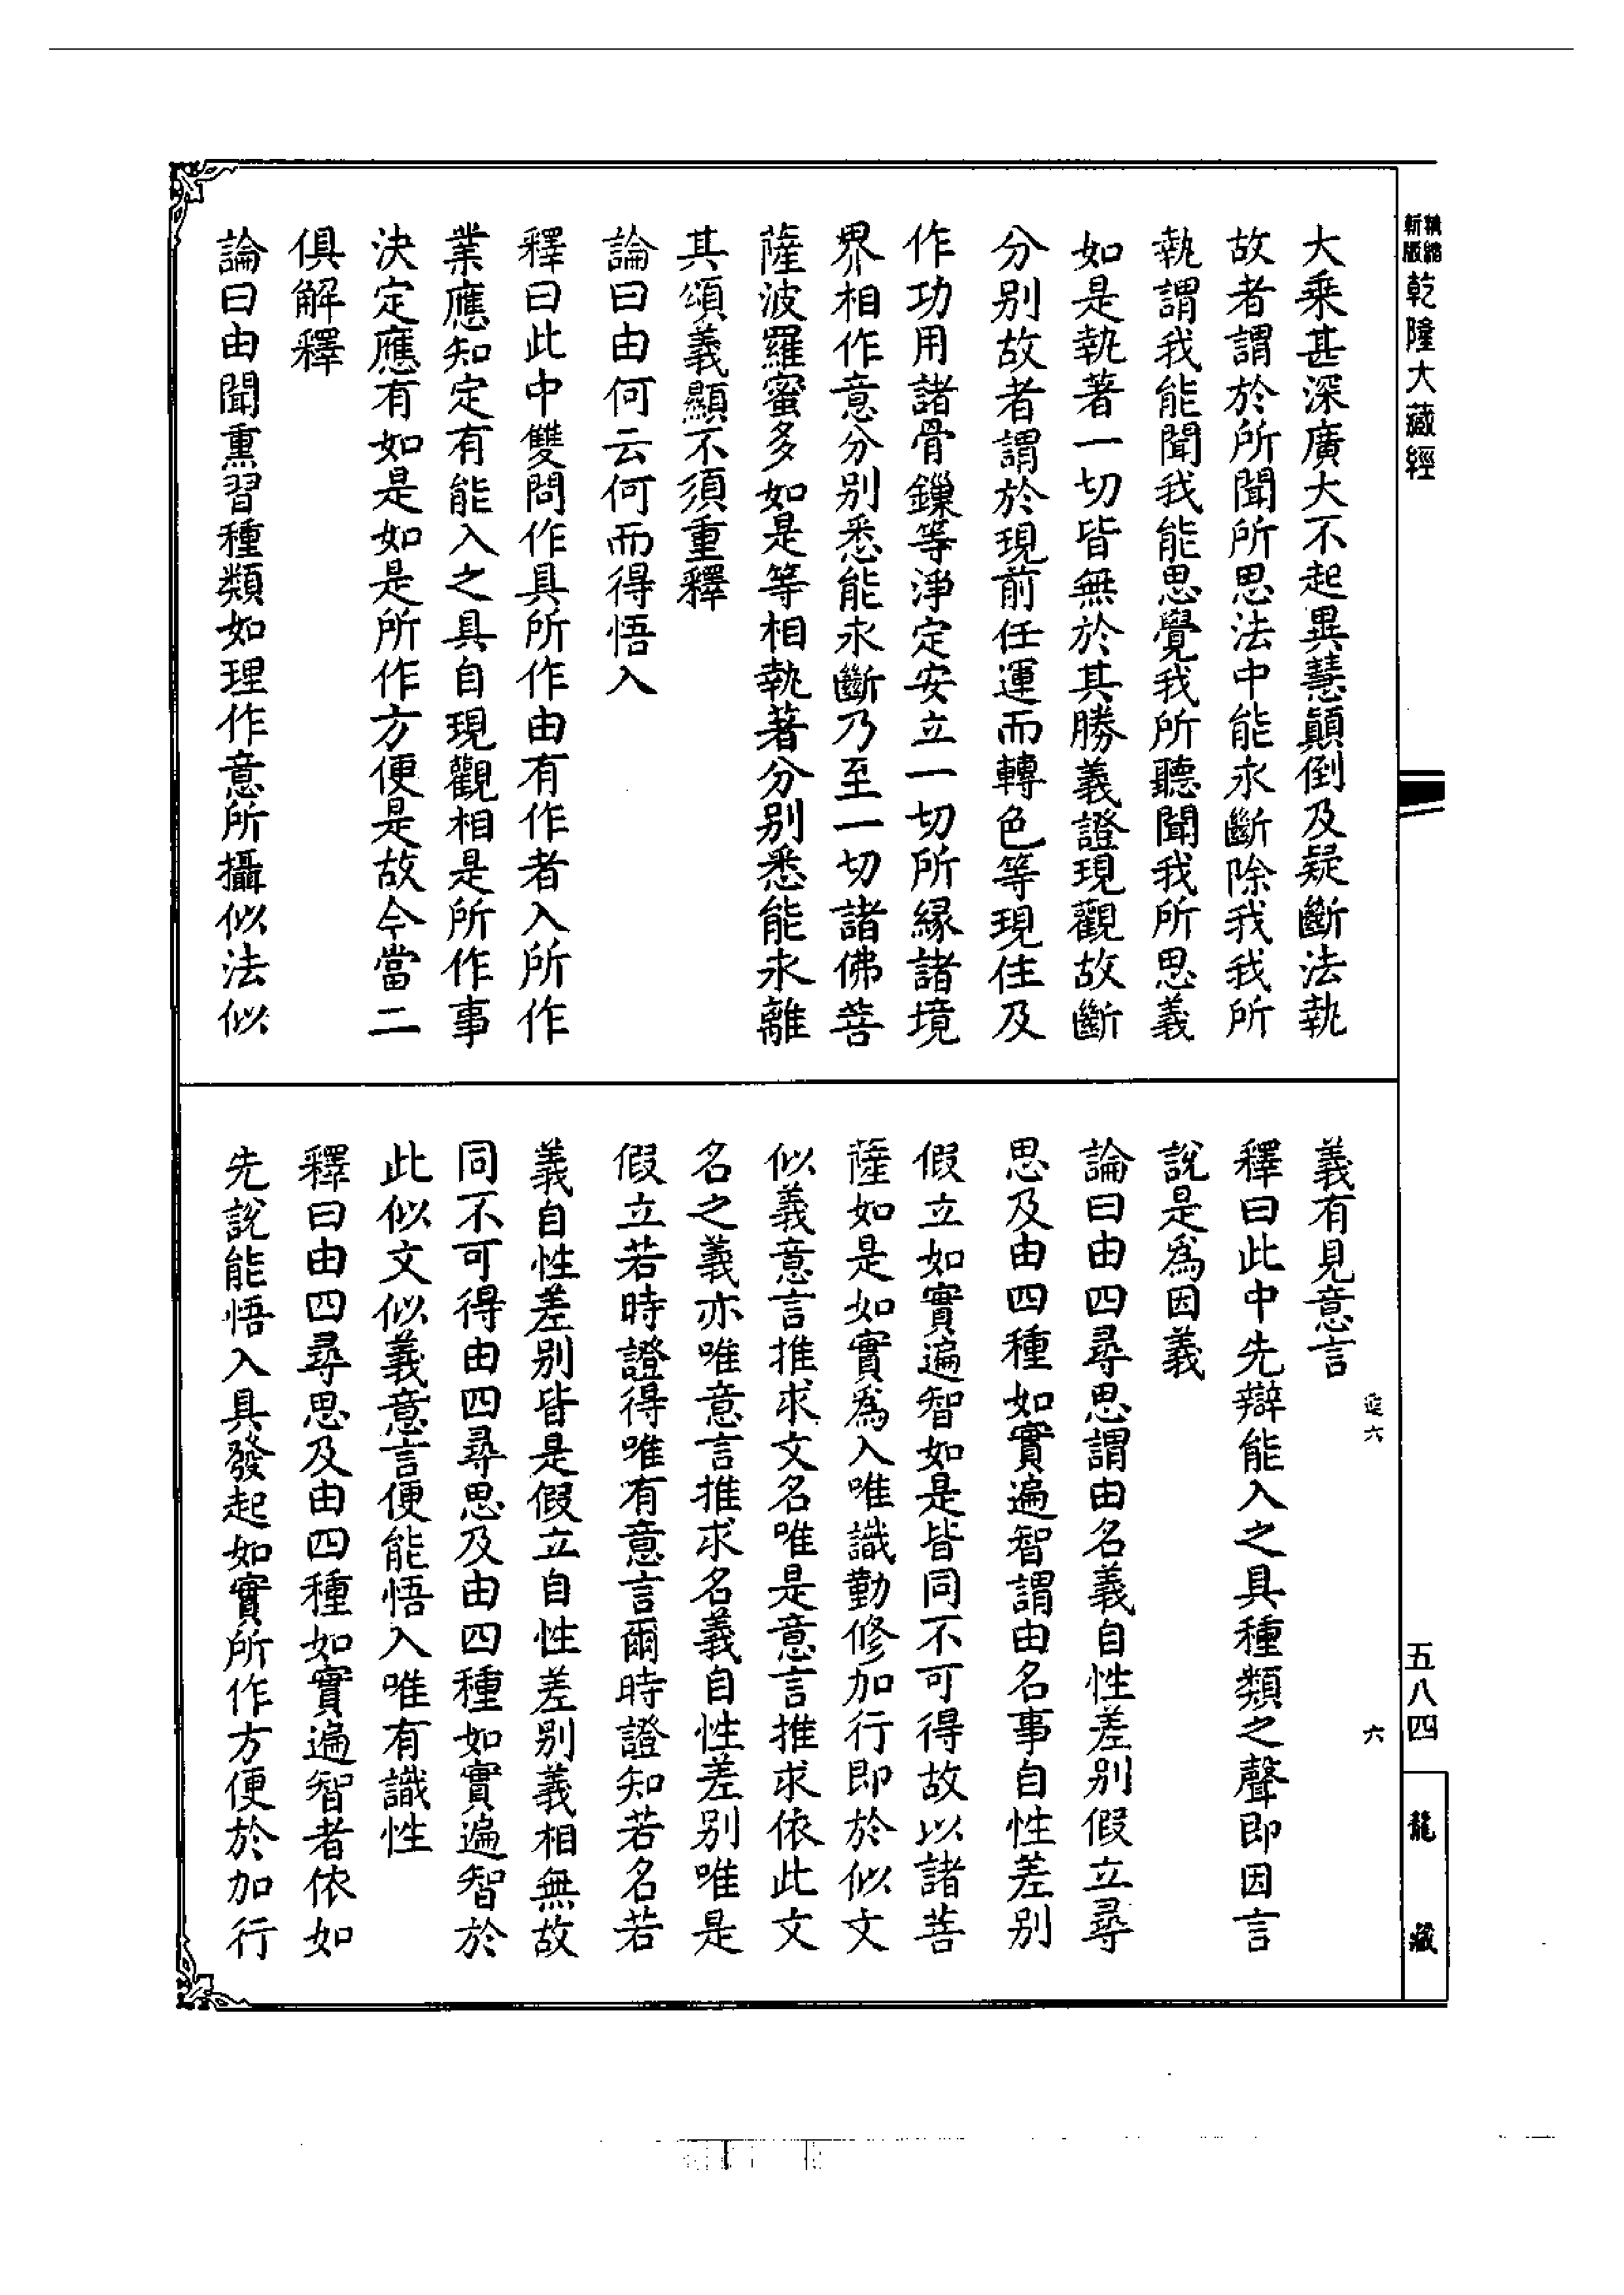 精縮新版乾隆大藏經
大乘甚深廣大不起異慧顛倒及疑斷法執
故者謂於所聞所思法中能永斷除我我所
執謂我能聞我能思覺我所聽聞我所思義
如是執著一切皆無於其勝義證現觀故斷
分别故者謂於現前任運而轉色等現住及
作功用諸骨鏁等淨定安立一切所縁諸境
界相作意分别悉能永斷乃至一切諸佛菩
薩波羅蜜多如是等相執著分别悉能永離
其頌義顯不須重釋
論曰由何云何而得悟入
釋曰此中雙問作具所作由有作者入所作
業應知定有能入之具自現觀相是所作事
決定應有如是如是所作方便是故今當二
俱解釋
論曰由聞熏習種類如理作意所攝似法似
義有見意言
釋曰此中先辯能入之具種類之聲即因言
說是爲因義
論曰由四尋思謂由名義自性差别假立尋
思及由四種如實遍智謂由名事自性差别
假立如實遍智如是皆同不可得故以諸菩
薩如是如實爲入唯識勤修加行即於似文
似義意言推求文名唯是意言推求依此文
名之義亦唯意言推求名義自性差别唯是
假立若時證得唯有意言爾時證知若名若
義自性差别皆是假立自性差别義相無故
同不可得由四尋思及由四種如實遍智於
此似文似義意言便能悟入唯有識性
釋曰由四尋思及由四種如實遍智者依如
先說能悟入具發起如實所作方便於加行
六
六
五八四
龍藏